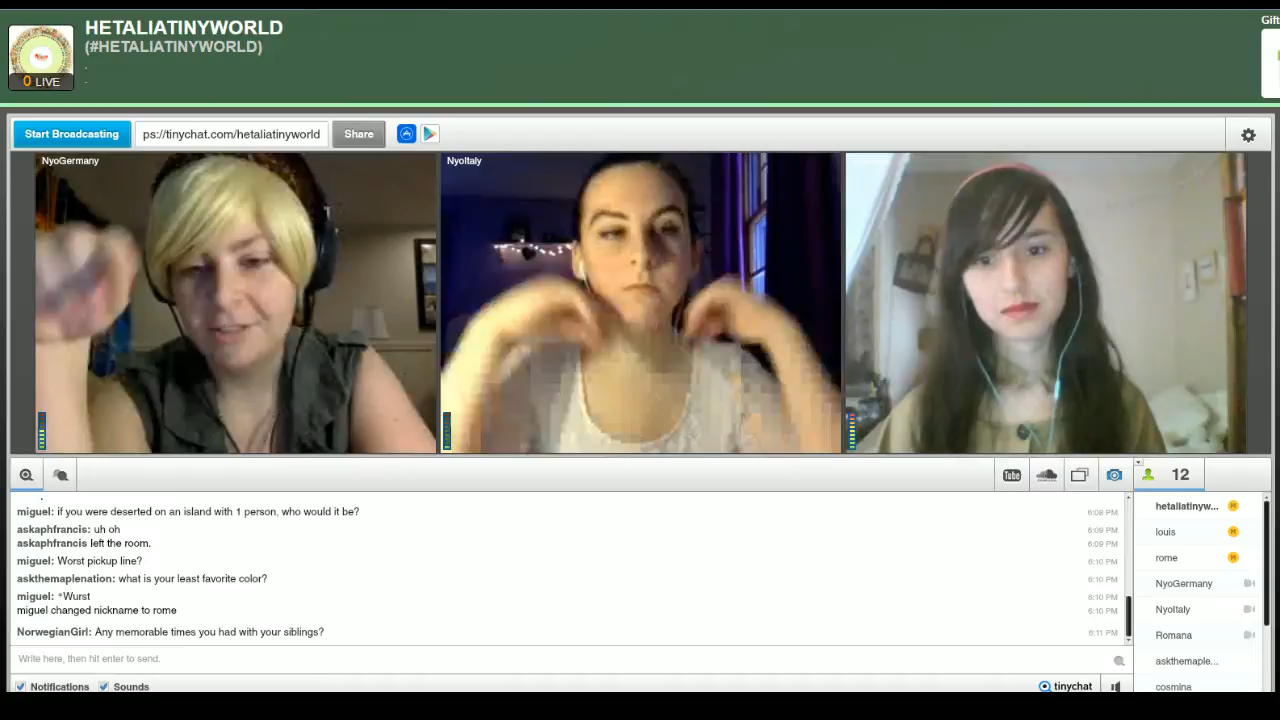 HETALIATINYWORLD
(#HETALIATINYWORLD)
Gift
0 LIVE
Start Broadcasting
ps://tinychat.com/hetaliatinyworld
Share
NyoGermany
NyoItaly
You Tube
12
miguel: if you were deserted on an island with 1 person, who would it be?
6:08 PM
askaphfrancis: uh oh
6:09 PM
askaphfrancis left the room.
6:09 PM
miguel: Worst pickup line?
6:10 PM
askthemaplenation: what is your least favorite color?
6:10 PM
miguel: *Wurst
6:10 PM
miguel changed nickname to rome
6:10 PM
NorwegianGirl: Any memorable times you had with your siblings?
6:11 PM
hetaliatinyw...
louis
rome
NyoGermany
NyoItaly
Romana
askthemaple...
cosmina
Write here, then hit enter to send.
Notifications
Sounds
tinychat